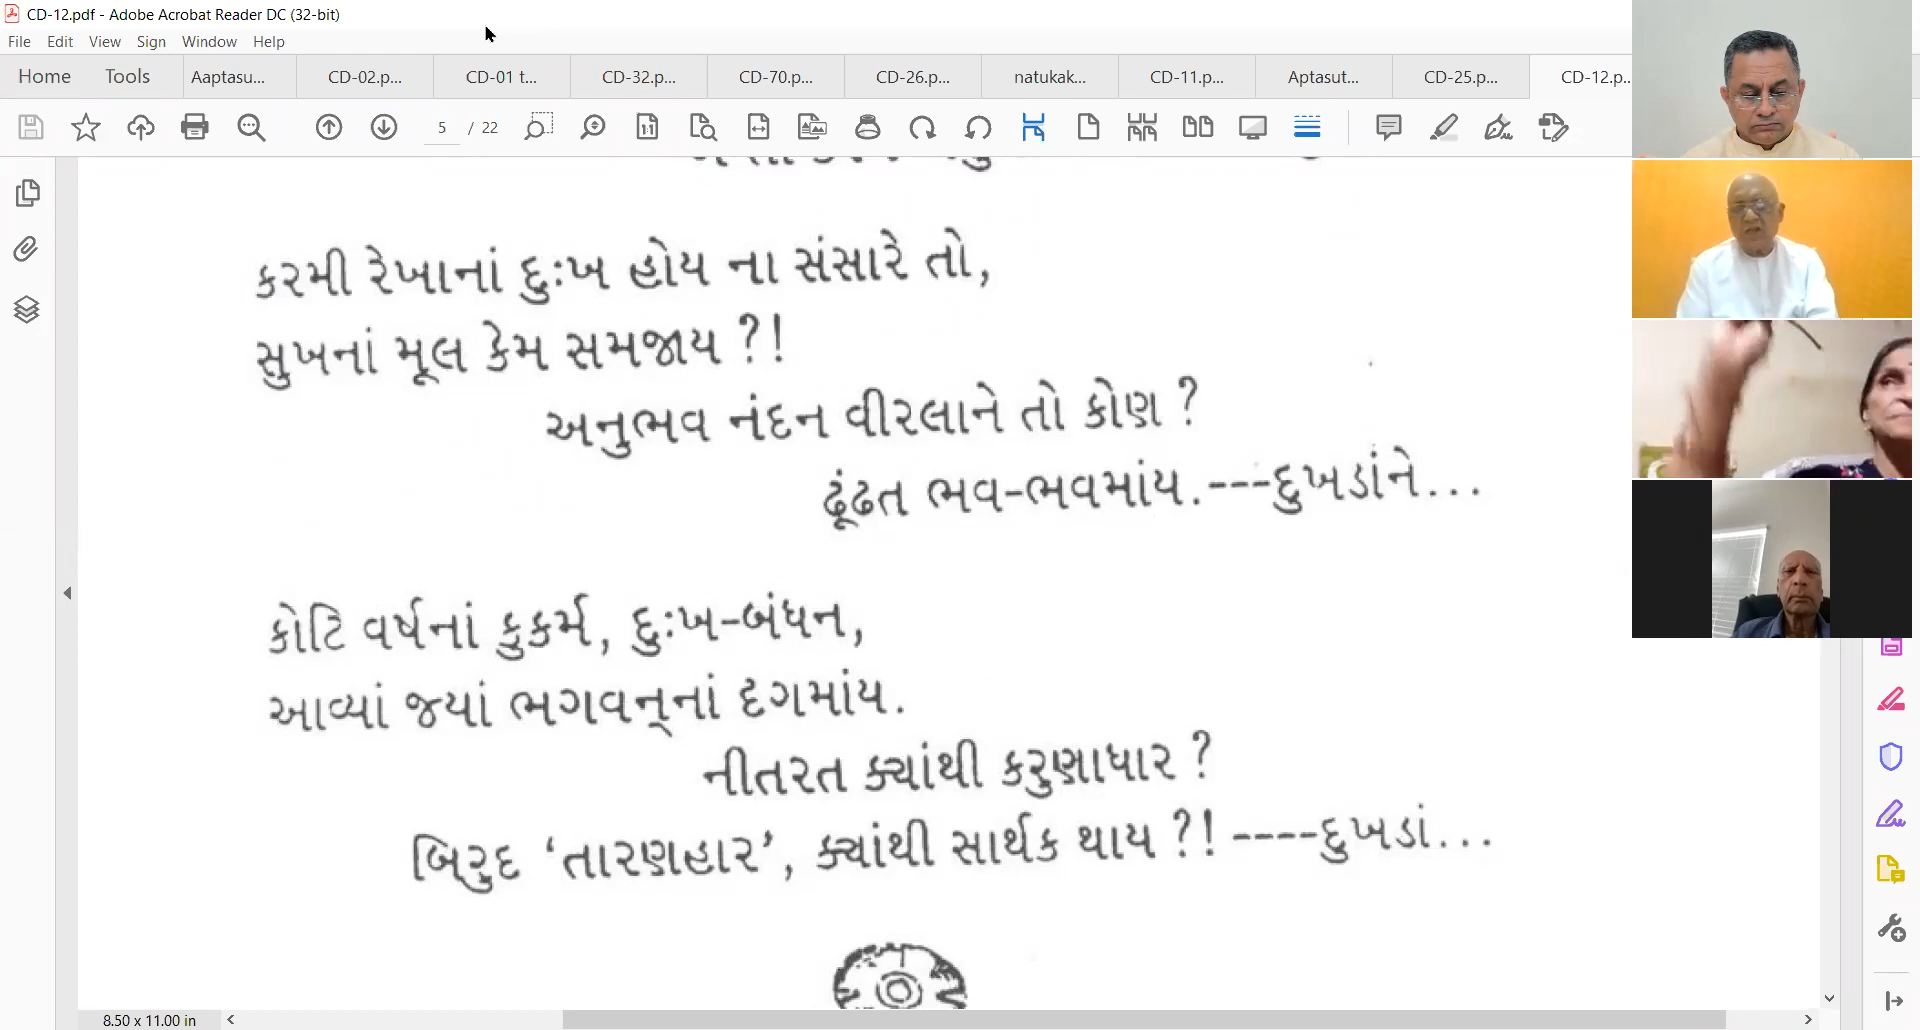 CD-12.pdf - Adobe Acrobat Reader DC (32-bit)
File Edit View Sign Window Help
Home Tools Aaptasu... CD-02.p... CD-01 t... CD-32.p... CD-70.p... CD-26.p... natukak... CD-11.p... Aptasut... CD-25.p... CD-12.p..
5 / 22
કરમી રેખાનાં દુઃખ હોય ના સંસારે તો,
સુખનાં મૂલ કેમ સમજાય ?!
અનુભવ નંદન વીરલાને તો કોણ ?
ઢૂંઢત ભવ-ભવમાંય.---દુખડાંને...
કોટિ વર્ષનાં કુકર્મ, દુઃખ-બંધન,
આવ્યાં જયાં ભગવન્‌નાં દગમાંય.
નીતરત ક્યાંથી કરુણાધાર ?
બિરુદ ‘તારણહાર’, ક્યાંથી સાર્થક થાય ?! ----દુખડાં...
8.50 x 11.00 in